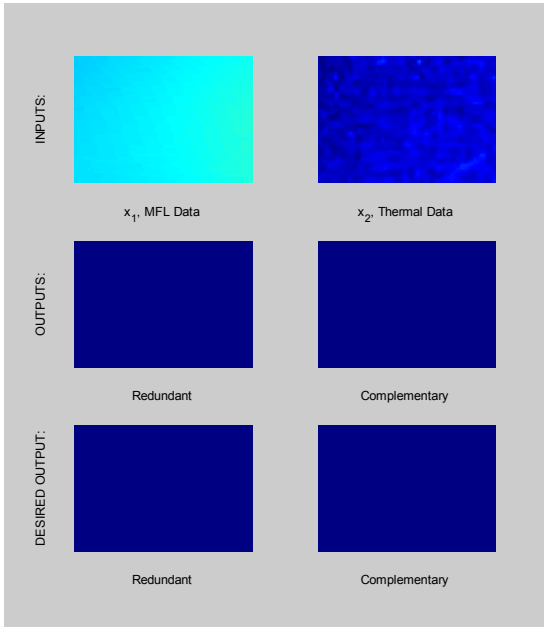 INPUTS:
x1, MFL Data
x2, Thermal Data
OUTPUTS:
Redundant
Complementary
DESIRED OUTPUT:
Redundant
Complementary